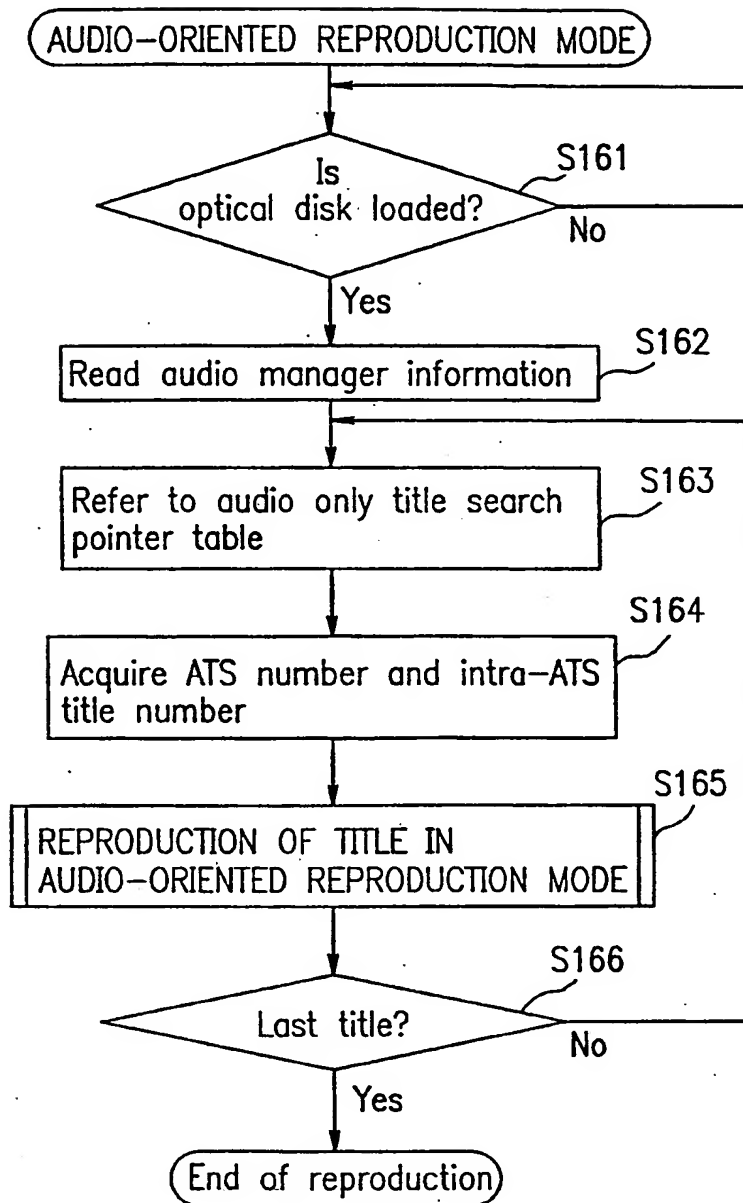 AUDIO-ORIENTED REPRODUCTION MODE
S161
Is
optical disk loaded?
No
Yes
S162
Read audio manager information
S163
Refer to audio only title search
pointer table
S164
Acquire ATS number and intra-ATS
title number
S165
REPRODUCTION OF TITLE IN
AUDIO-ORIENTED REPRODUCTION MODE
S166
Last title?
No
Yes
End of reproduction